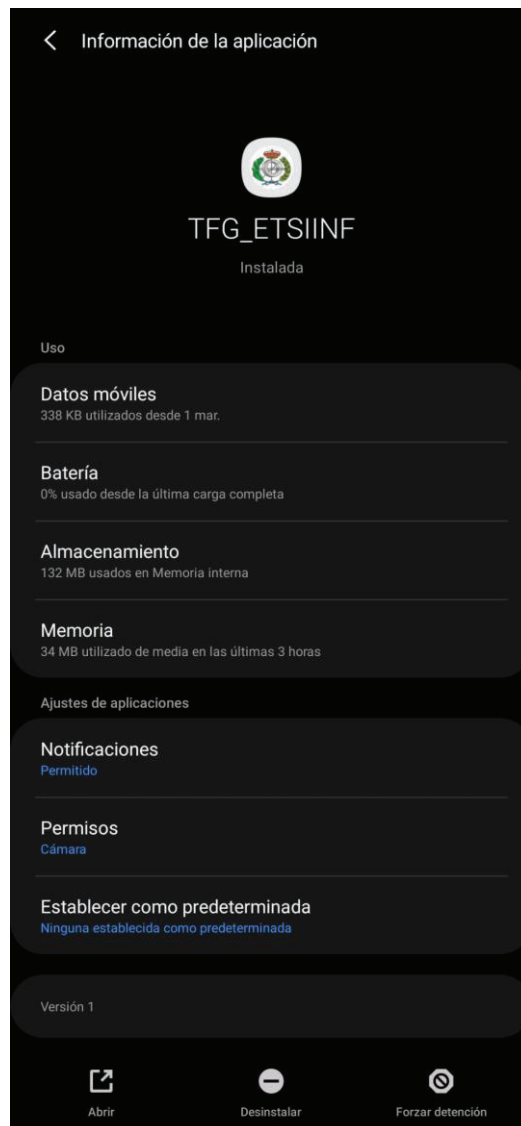 Información de la aplicación
TFG_ETSIINF
Instalada
Uso
Datos móviles
338 KB utilizados desde 1 mar.
Batería
0% usado desde la última carga completa
Almacenamiento
132 MB usados en Memoria interna
Memoria
34 MB utilizado de media en las últimas 3 horas
Ajustes de aplicaciones
Notificaciones
Permitido
Permisos
Cámara
Establecer como predeterminada
Ninguna establecida como predeterminada
Versión 1
Abrir
Desinstalar
Forzar detención